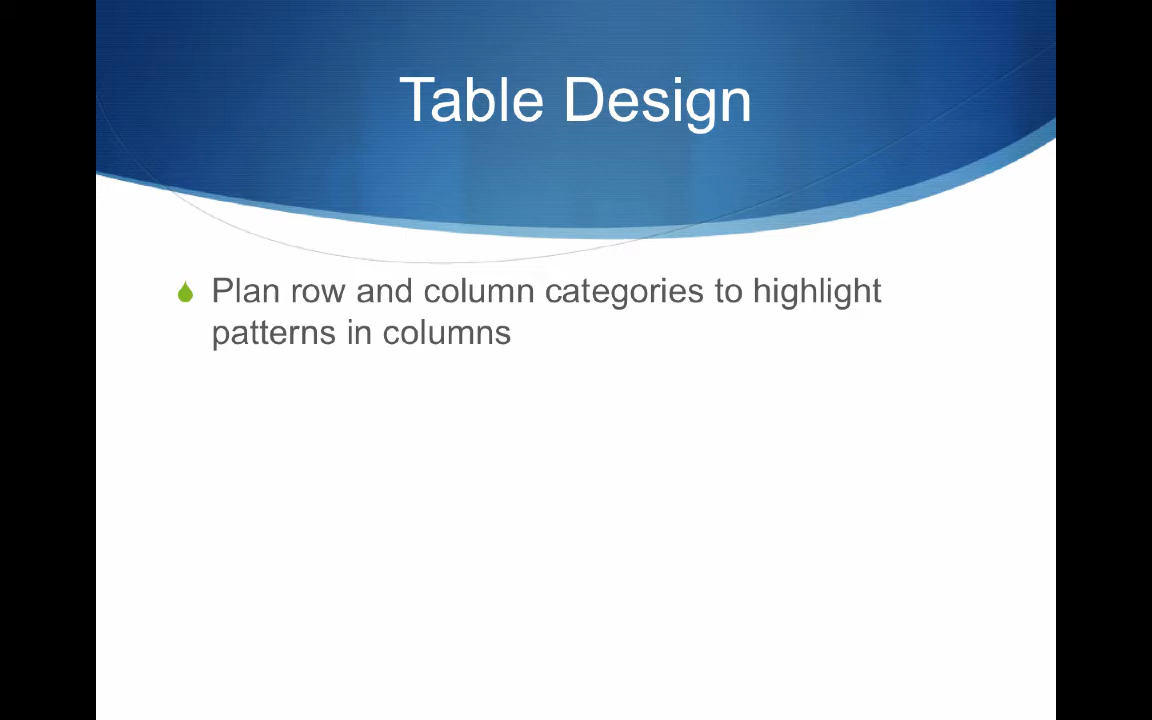 Table Design
Plan row and column categories to highlight
patterns in columns